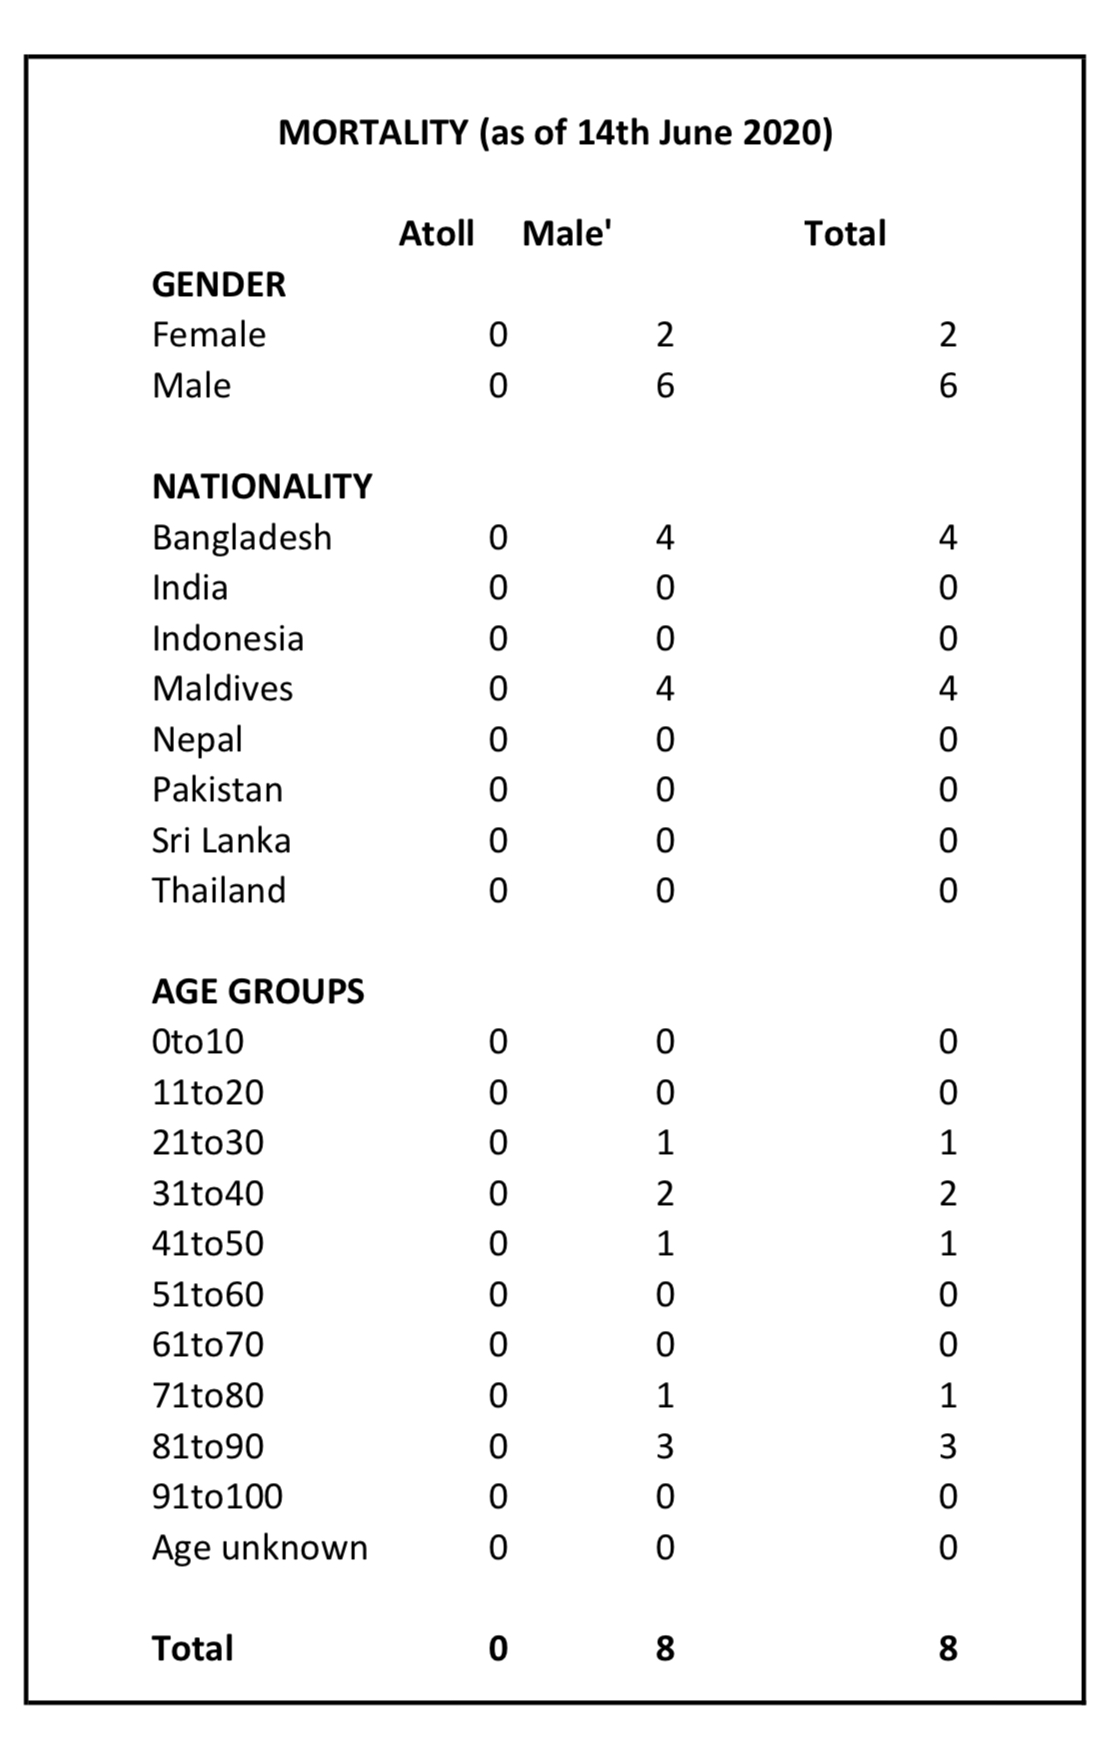 MORTALITY (as of 14th June 2020)
Atoll Male' Total
GENDER
Female 0 2 2
Male 0 6 6
NATIONALITY
Bangladesh 0 4 4
India 0 0 0
Indonesia 0 0 0
Maldives 0 4 4
Nepal 0 0 0
Pakistan 0 0 0
Sri Lanka 0 0 0
Thailand 0 0 0
AGE GROUPS
0to10 0 0 0
11to20 0 0 0
21to30 0 1 1
31to40 0 2 2
41to50 0 1 1
51to60 0 0 0
61to70 0 0 0
71to80 0 1 1
81to90 0 3 3
91to100 0 0 0
Age unknown 0 0 0
Total 0 8 8